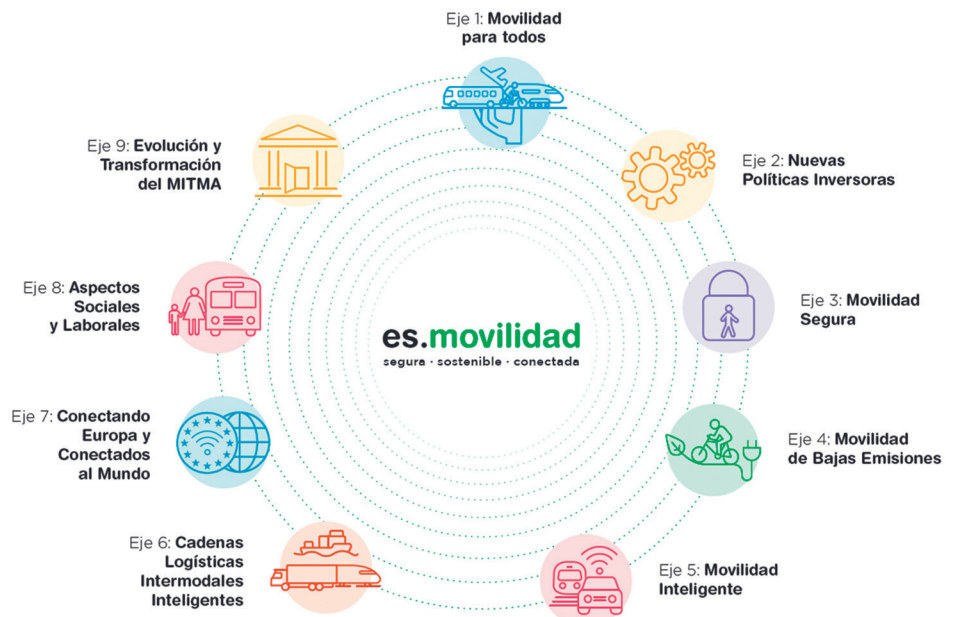 Eje 1: Movilidad
para todos
Eje 2: Nuevas
Políticas Inversoras
Eje 3: Movilidad
Segura
Eje 4: Movilidad
de Bajas Emisiones
Eje 5: Movilidad
Inteligente
Eje 6: Cadenas
Logísticas
Intermodales
Inteligentes
Eje 7: Conectando
Europa y
Conectados
al Mundo
Eje 8: Aspectos
Sociales
y Laborales
Eje 9: Evolución y
Transformación
del MITMA
es.movilidad
segura · sostenible · conectada